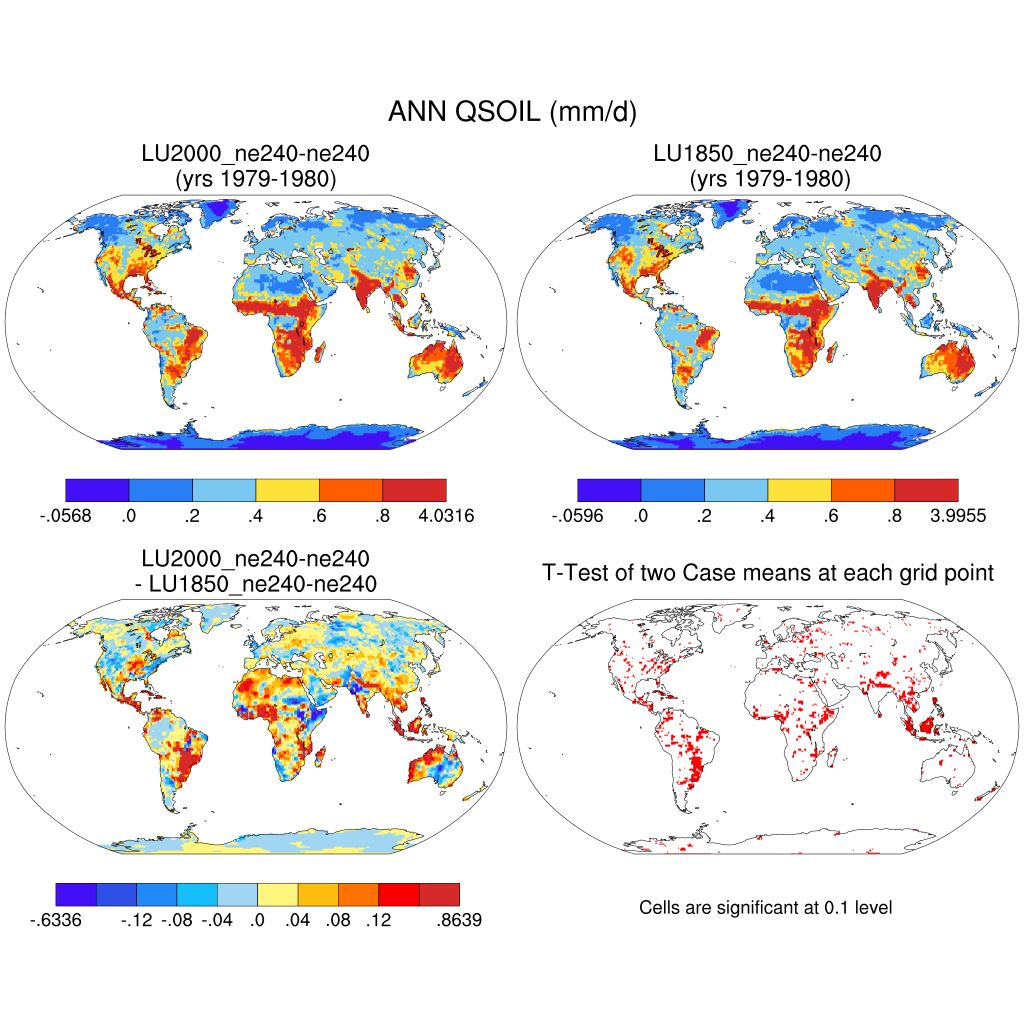 ANN QSOIL (mm/d)
LU2000_ne240-ne240
(yrs 1979-1980)
LU1850_ne240-ne240
(yrs 1979-1980)
-.0568 .0 .2 .4 .6 .8 4.0316
-.0596 .0 .2 .4 .6 .8 3.9955
LU2000_ne240-ne240
- LU1850_ne240-ne240
T-Test of two Case means at each grid point
-.6336 -.12 -.08 -.04 .0 .04 .08 .12 .8639
Cells are significant at 0.1 level